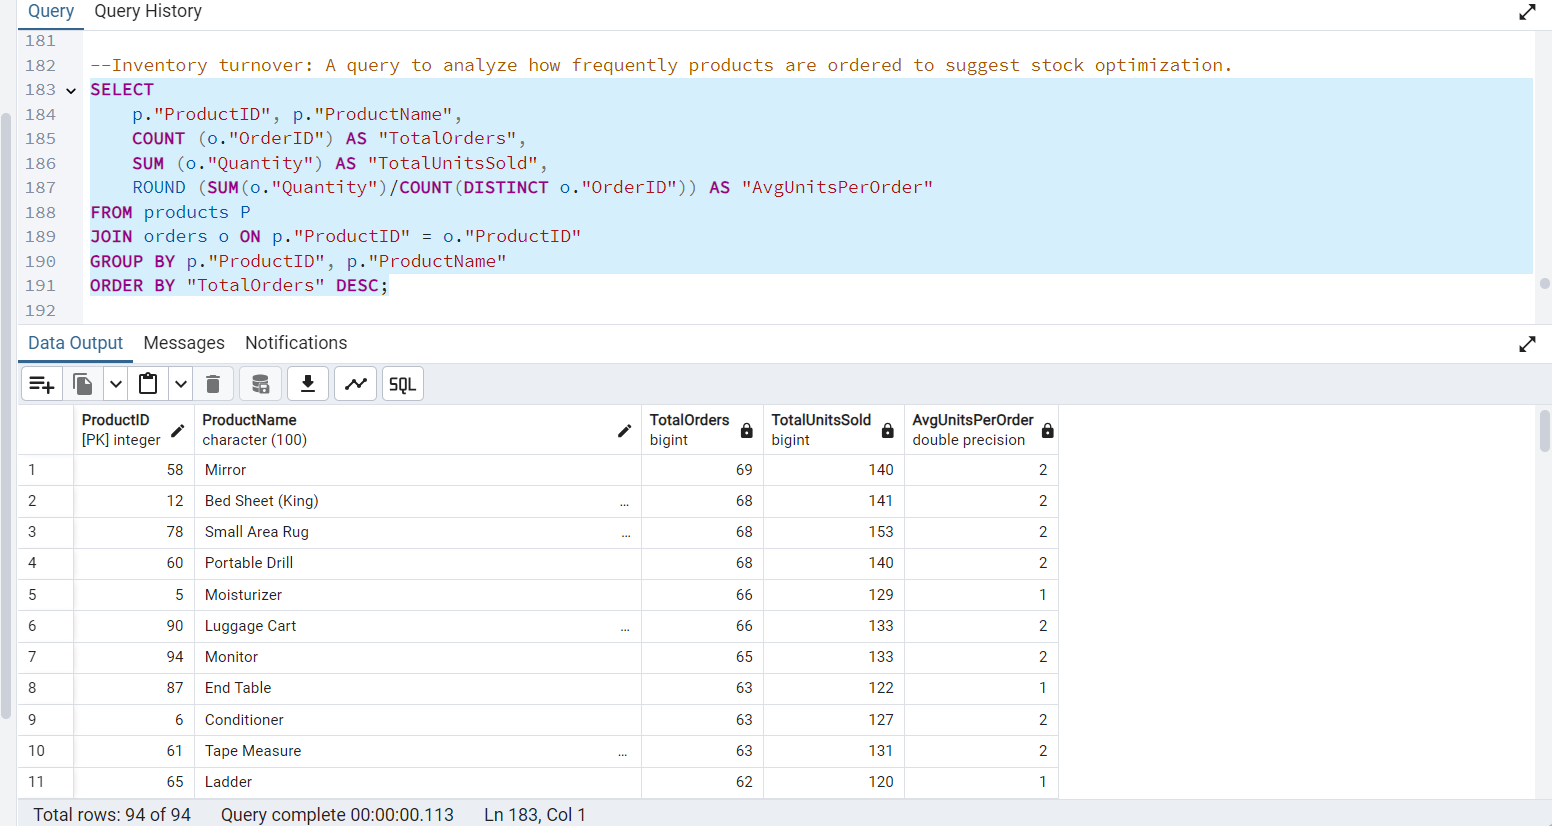 Query Query History
181
182 --Inventory turnover: A query to analyze how frequently products are ordered to suggest stock optimization.
183 SELECT
184 p."ProductID", p."ProductName",
185 COUNT (o."OrderID") AS "TotalOrders",
186 SUM (o."Quantity") AS "TotalUnitsSold",
187 ROUND (SUM(o."Quantity")/COUNT(DISTINCT o."OrderID")) AS "AvgUnitsPerOrder"
188 FROM products P
189 JOIN orders o ON p."ProductID" = o."ProductID"
190 GROUP BY p."ProductID", p."ProductName"
191 ORDER BY "TotalOrders" DESC;
192
Data Output Messages Notifications
SQL
ProductID ProductName TotalOrders TotalUnitsSold AvgUnitsPerOrder
[PK] integer character (100) bigint bigint double precision
1 58 Mirror 69 140 2
2 12 Bed Sheet (King) ... 68 141 2
3 78 Small Area Rug ... 68 153 2
4 60 Portable Drill 68 140 2
5 5 Moisturizer 66 129 1
6 90 Luggage Cart ... 66 133 2
7 94 Monitor 65 133 2
8 87 End Table 63 122 1
9 6 Conditioner 63 127 2
10 61 Tape Measure ... 63 131 2
11 65 Ladder 62 120 1
Total rows: 94 of 94 Query complete 00:00:00.113 Ln 183, Col 1